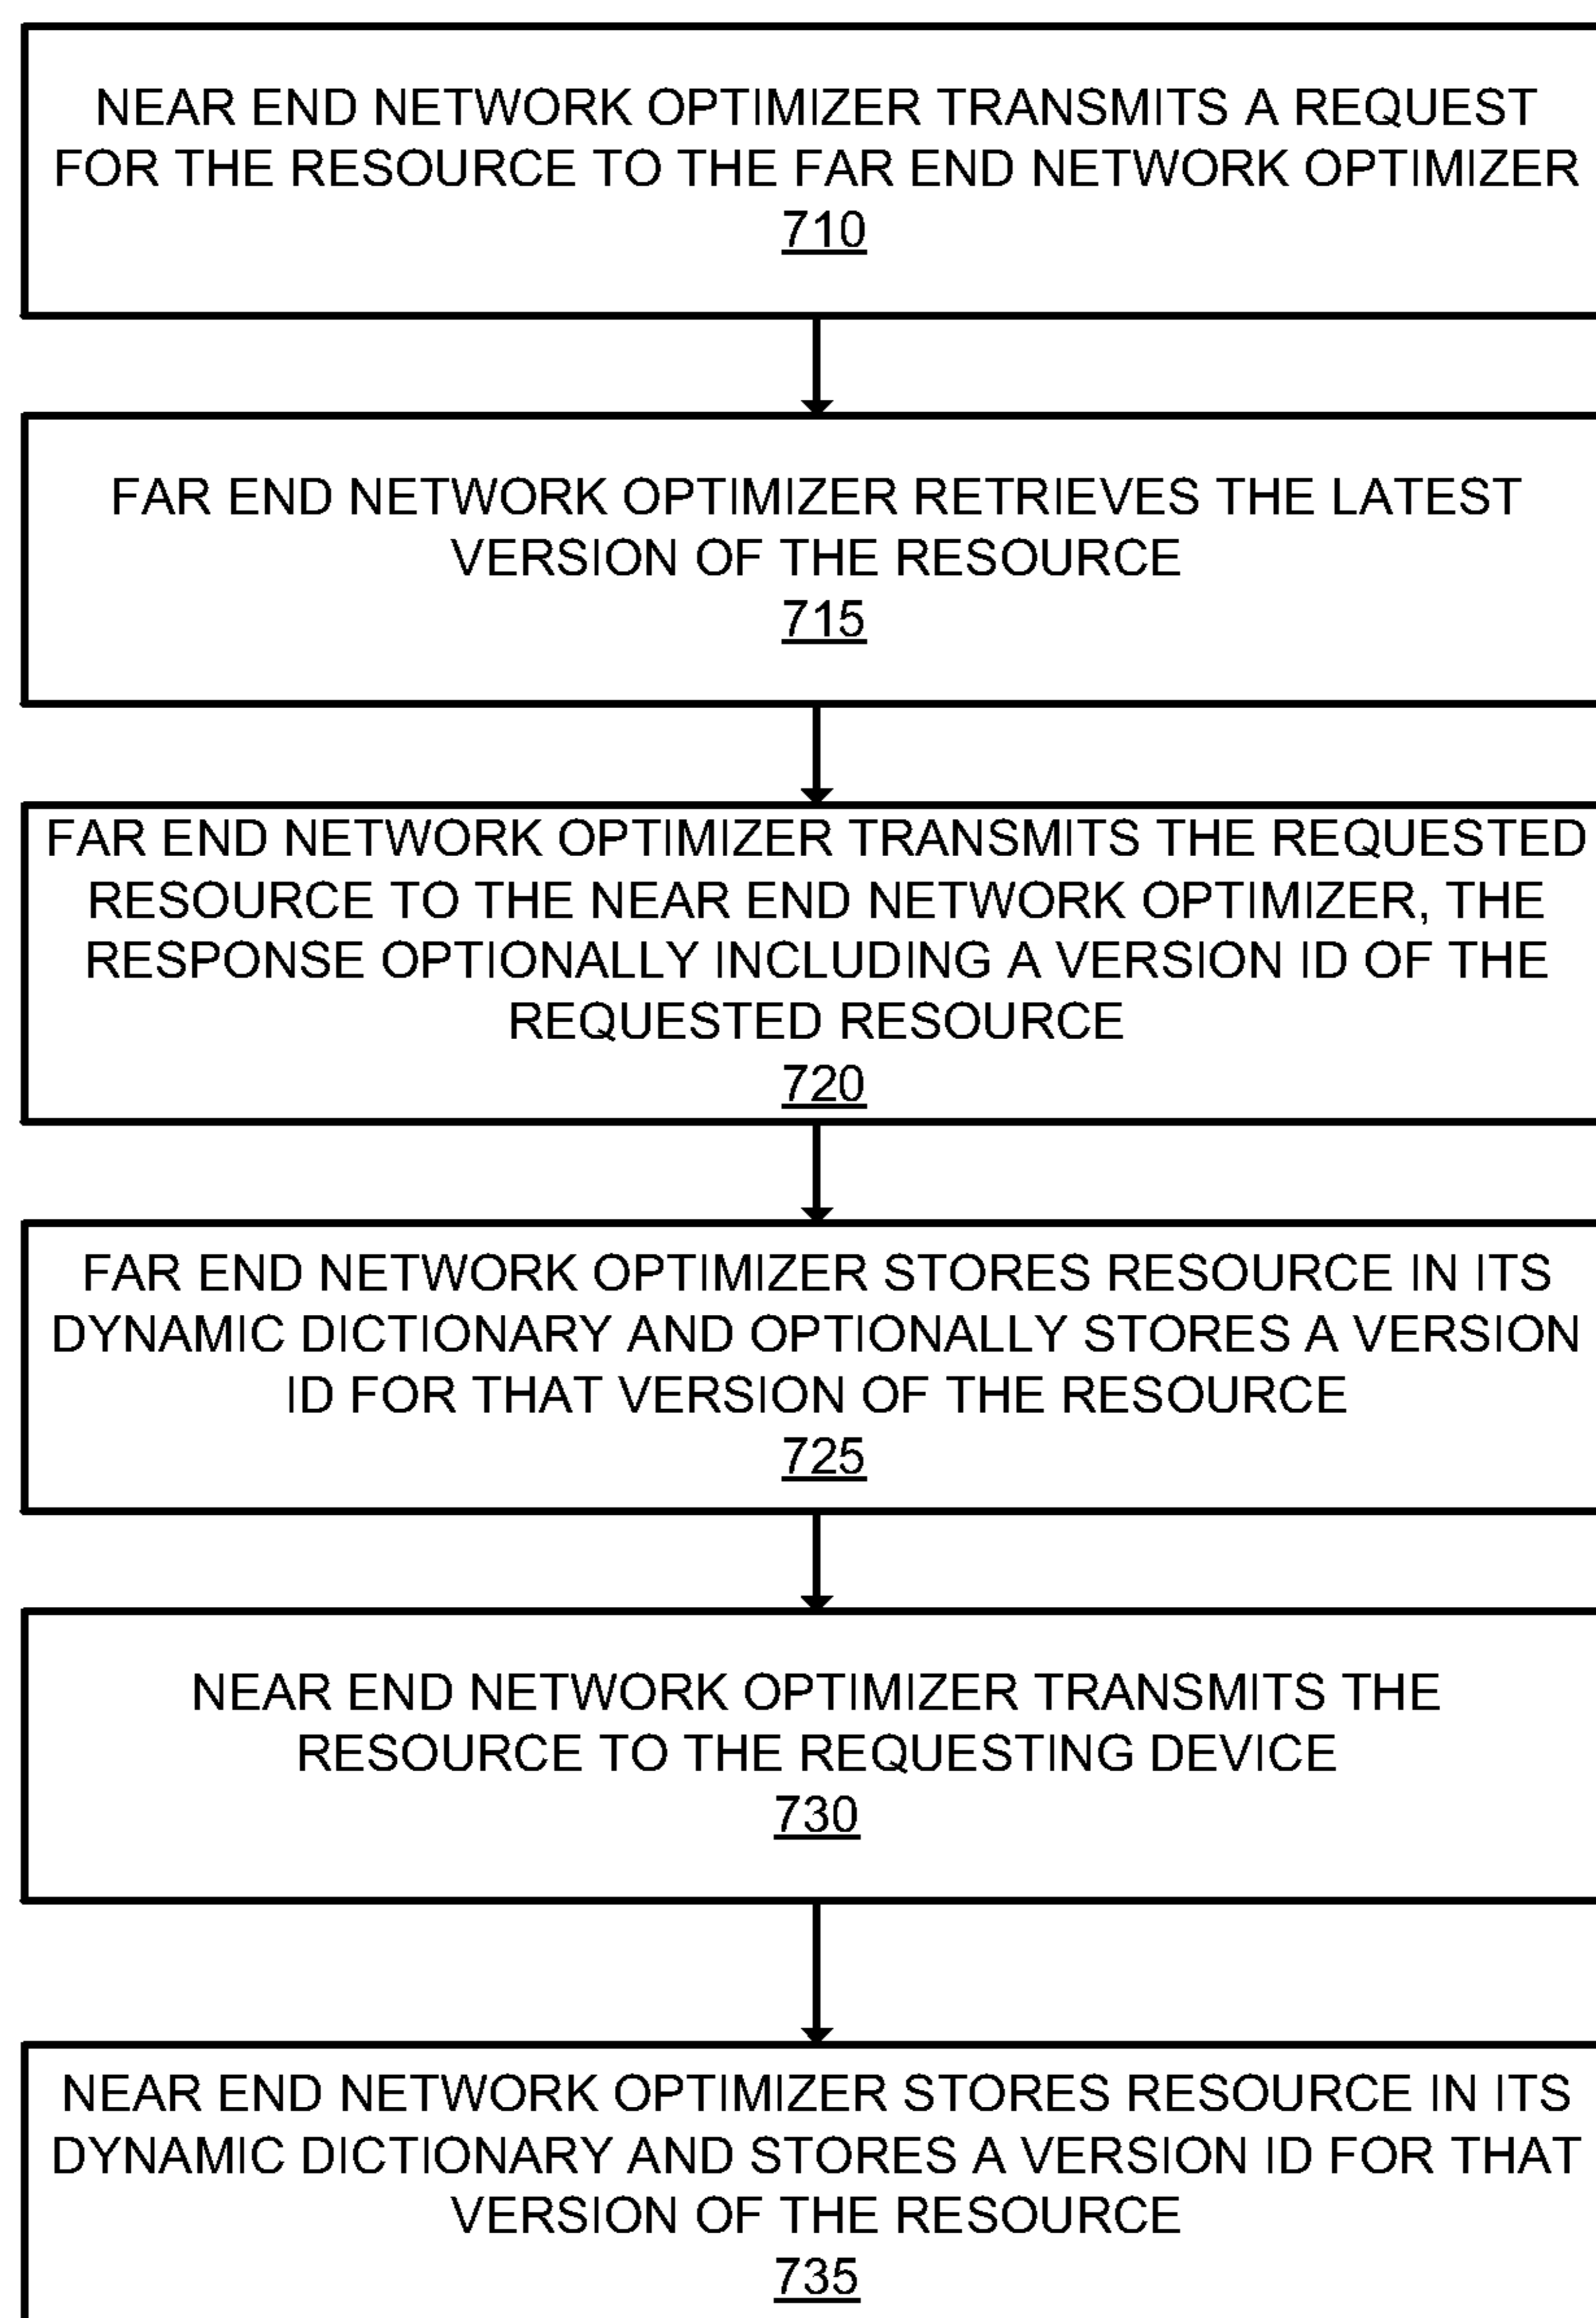 NEAR END NETWORK OPTIMIZER TRANSMITS A REQUEST
FOR THE RESOURCE TO THE FAR END NETWORK OPTIMIZER
710
FAR END NETWORK OPTIMIZER RETRIEVES THE LATEST
VERSION OF THE RESOURCE
715
FAR END NETWORK OPTIMIZER TRANSMITS THE REQUESTED
RESOURCE TO THE NEAR END NETWORK OPTIMIZER, THE
RESPONSE OPTIONALLY INCLUDING A VERSION ID OF THE
REQUESTED RESOURCE
720
FAR END NETWORK OPTIMIZER STORES RESOURCE IN ITS
DYNAMIC DICTIONARY AND OPTIONALLY STORES A VERSION
ID FOR THAT VERSION OF THE RESOURCE
725
NEAR END NETWORK OPTIMIZER TRANSMITS THE
RESOURCE TO THE REQUESTING DEVICE
730
NEAR END NETWORK OPTIMIZER STORES RESOURCE IN ITS
DYNAMIC DICTIONARY AND STORES A VERSION ID FOR THAT
VERSION OF THE RESOURCE
735